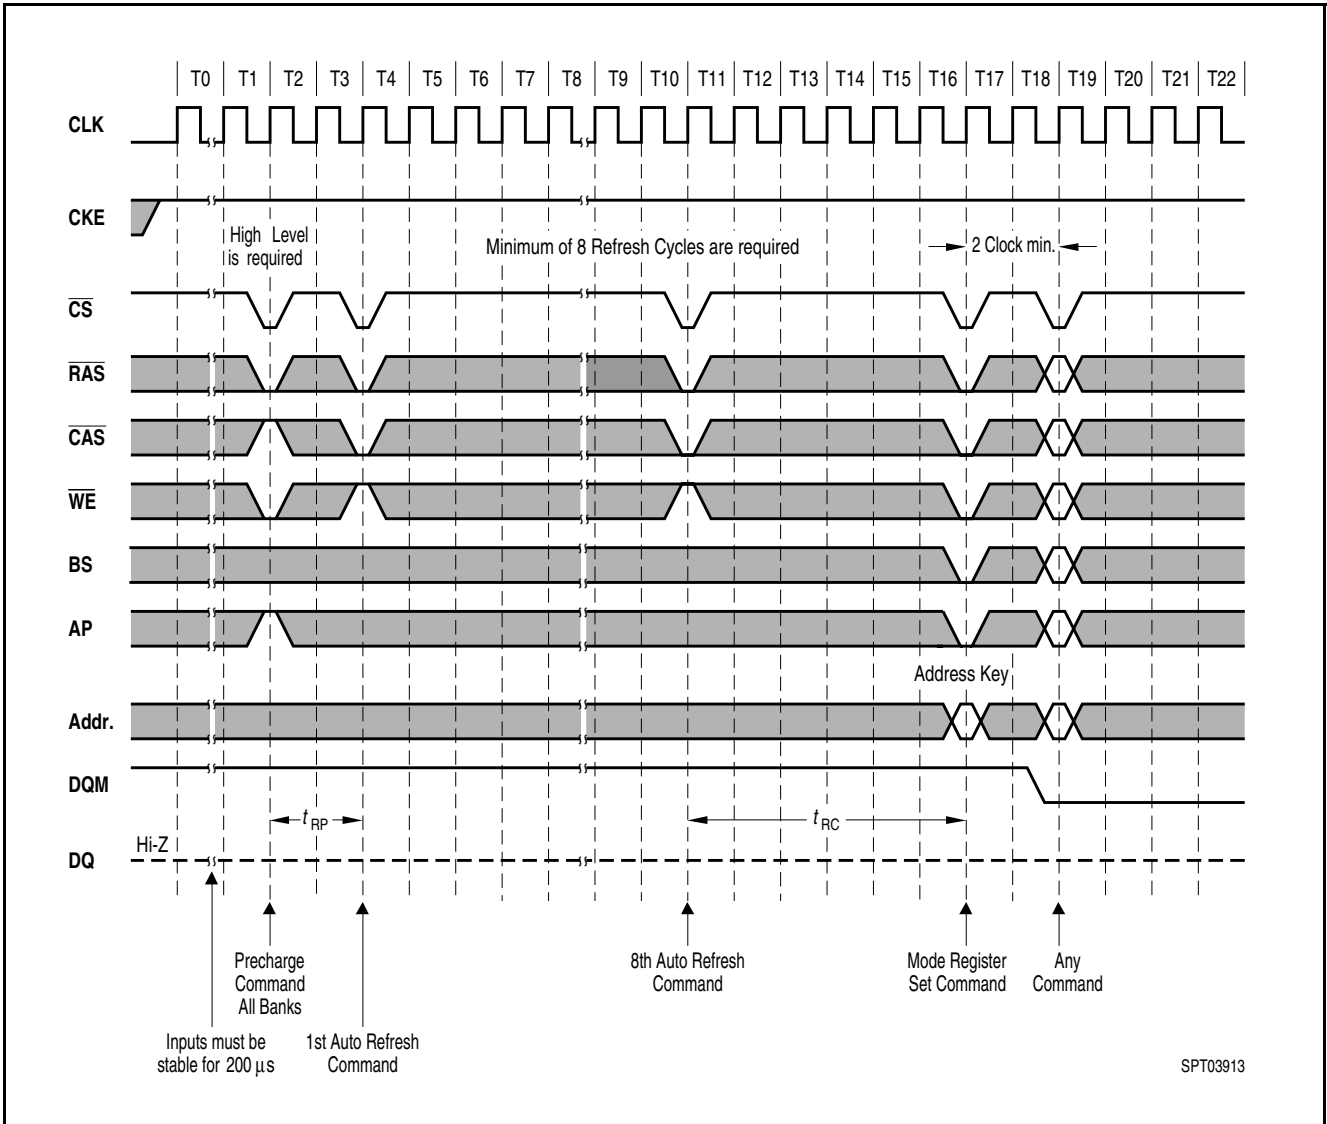 T0 T1 T2 T3 T4 T5 T6 T7 T8 T9 T10 T11 T12 T13 T14 T15 T16 T17 T18 T19 T20 T21 T22
CLK
CKE
High Level
is required
Minimum of 8 Refresh Cycles are required
2 Clock min.
CS
RAS
CAS
WE
BS
AP
Address Key
Addr.
DQM
t RP
t RC
Hi-Z
DQ
Precharge
Command
All Banks
8th Auto Refresh
Command
Mode Register
Set Command
Any
Command
Inputs must be
stable for 200 μs
1st Auto Refresh
Command
SPT03913